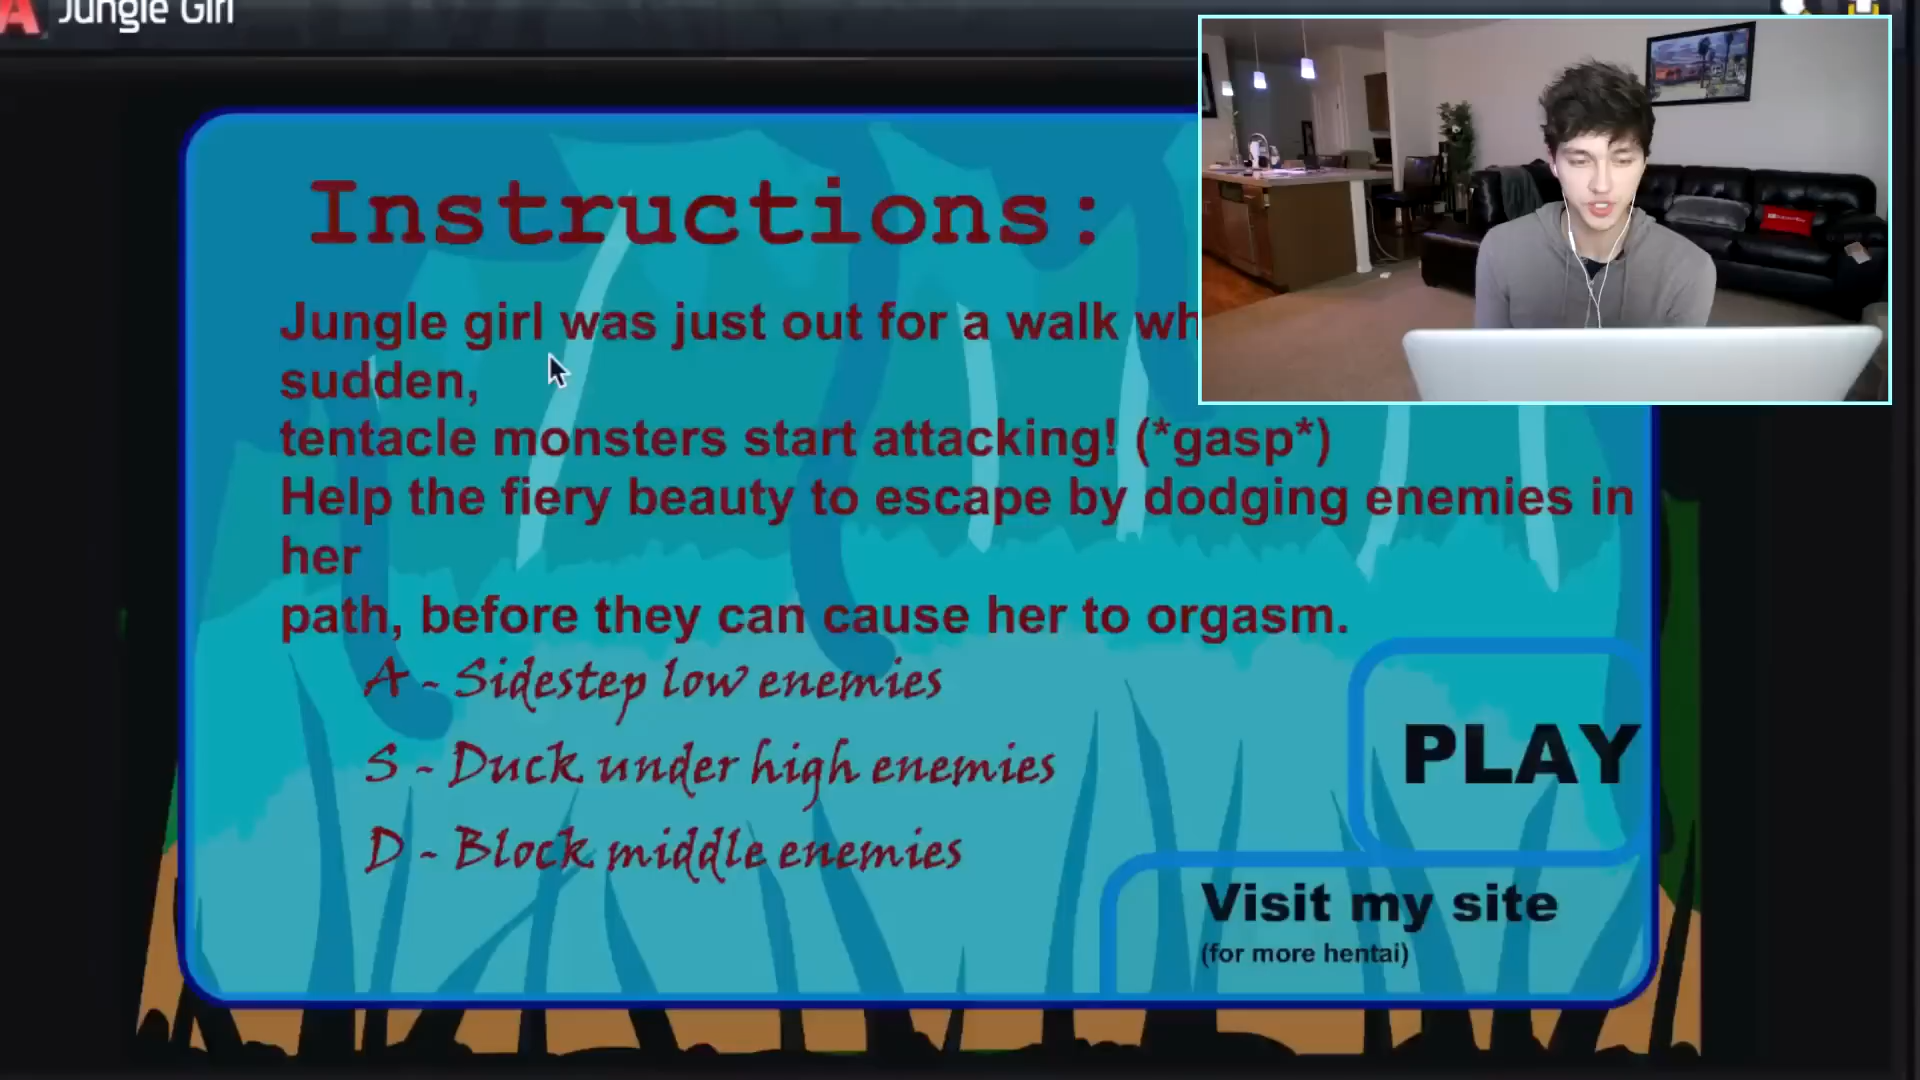 Jungle Girl
Instructions:
Jungle girl was just out for a walk wh
sudden,
tentacle monsters start attacking! (*gasp*)
Help the fiery beauty to escape by dodging enemies in
her
path, before they can cause her to orgasm.
A - Sidestep low enemies
S - Duck under high enemies
D - Block middle enemies
PLAY
Visit my site
(for more hentai)